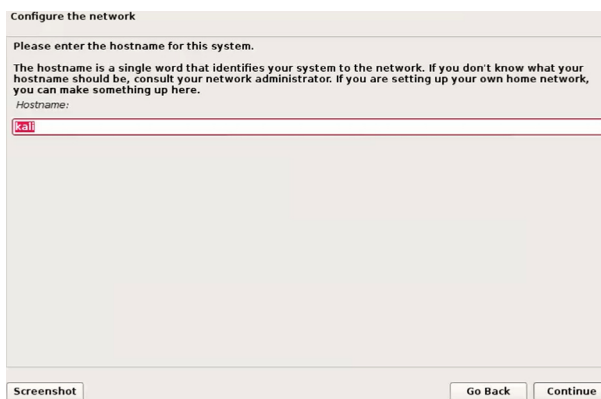 Configure the network
Please enter the hostname for this system.
The hostname is a single word that identifies your system to the network. If you don't know what your
hostname should be, consult your network administrator. If you are setting up your own home network,
you can make something up here.
Hostname:
kali
Screenshot
Go Back
Continue